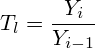 T_l = \frac{Y_i}{Y_{i-1}}